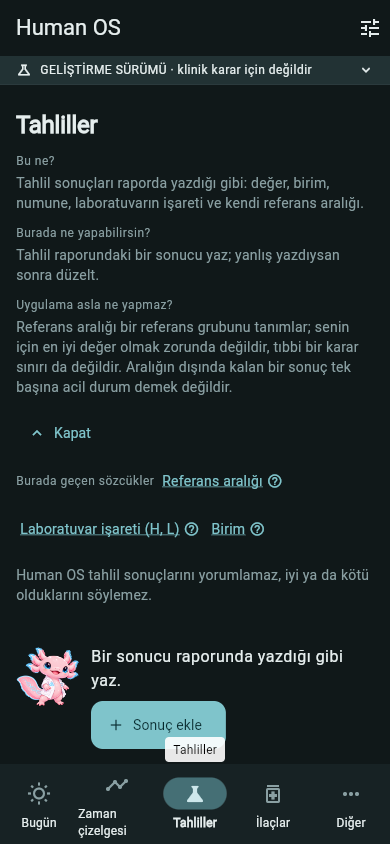 Human OS
GELİŞTİRME SÜRÜMÜ · klinik karar için değildir
Tahliller
Bu ne?
Tahlil sonuçları raporda yazdığı gibi: değer, birim,
numune, laboratuvarın işareti ve kendi referans aralığı.
Burada ne yapabilirsin?
Tahlil raporundaki bir sonucu yaz; yanlış yazdıysan
sonra düzelt.
Uygulama asla ne yapmaz?
Referans aralığı bir referans grubunu tanımlar; senin
için en iyi değer olmak zorunda değildir, tıbbi bir karar
sınırı da değildir. Aralığın dışında kalan bir sonuç tek
başına acil durum demek değildir.
Kapat
Burada geçen sözcükler Referans aralığı
Laboratuvar işareti (H, L) Birim
Human OS tahlil sonuçlarını yorumlamaz, iyi ya da kötü
olduklarını söylemez.
Bir sonucu raporunda yazdığı gibi
yaz.
+ Sonuç ekle
Tahliller
Bugün
Zaman
çizelgesi
Tahliller
İlaçlar
Diğer